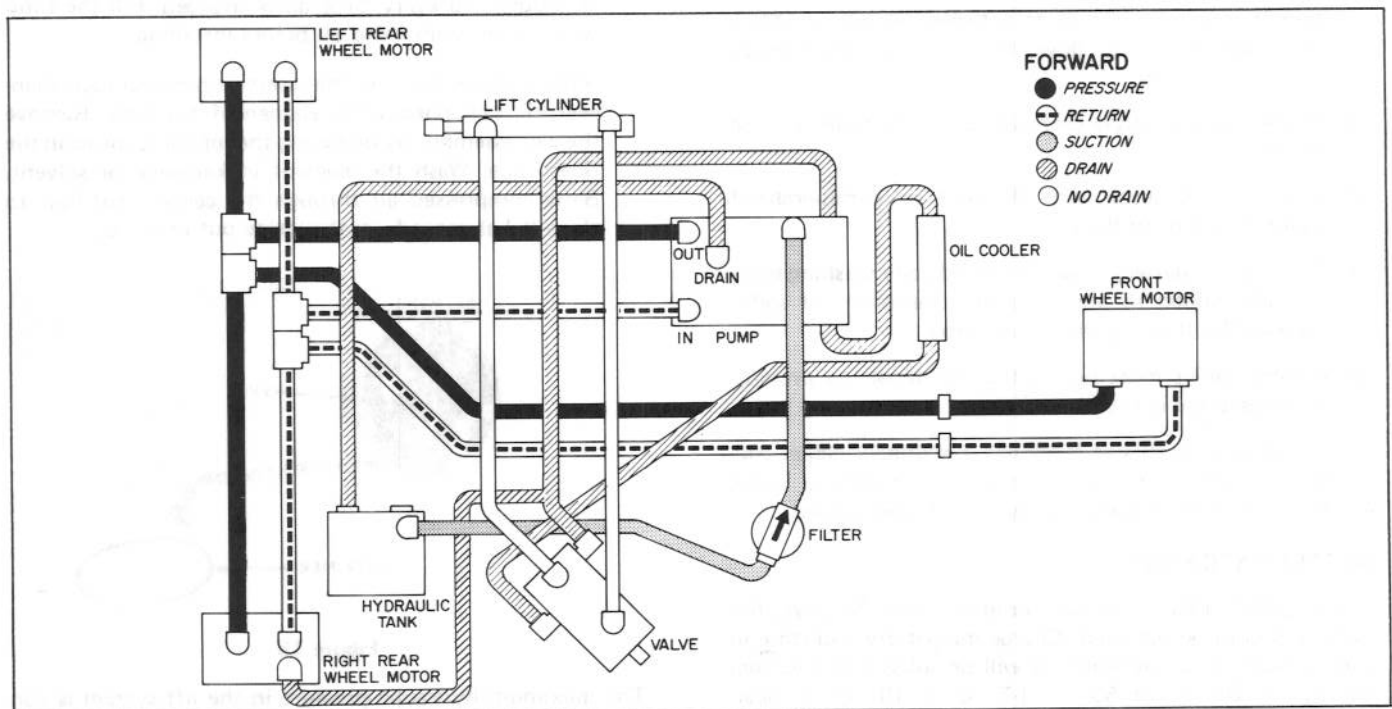 LEFT REAR
WHEEL MOTOR
LIFT CYLINDER
FORWARD
PRESSURE
RETURN
SUCTION
DRAIN
NO DRAIN
OUT
DRAIN
OIL COOLER
FRONT
WHEEL MOTOR
IN PUMP
FILTER
HYDRAULIC
TANK
VALVE
RIGHT REAR
WHEEL MOTOR